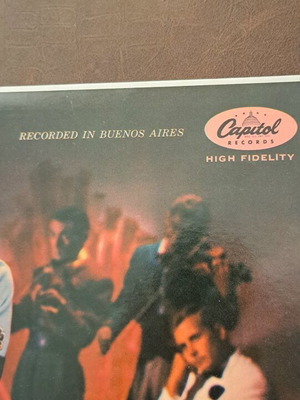 RECORDED IN BUENOS AIRES
Capitol
RECORDS
HIGH FIDELITY